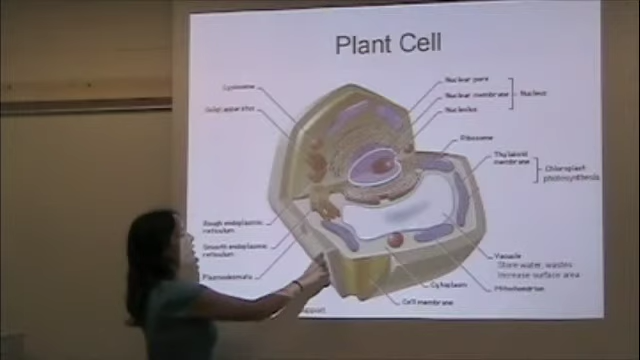 Plant Cell
Lysosome
Golgi apparatus
Nuclear pore
Nuclear membrane
Nucleolus
Nucleus
Ribosome
Thylakoid
membrane
Chloroplast
photosynthesis
Rough endoplasmic
reticulum
Smooth endoplasmic
reticulum
Plasmodesmata
Vacuole
Store water, wastes
Increase surface area
Mitochondrion
Cytoplasm
Cell membrane
support